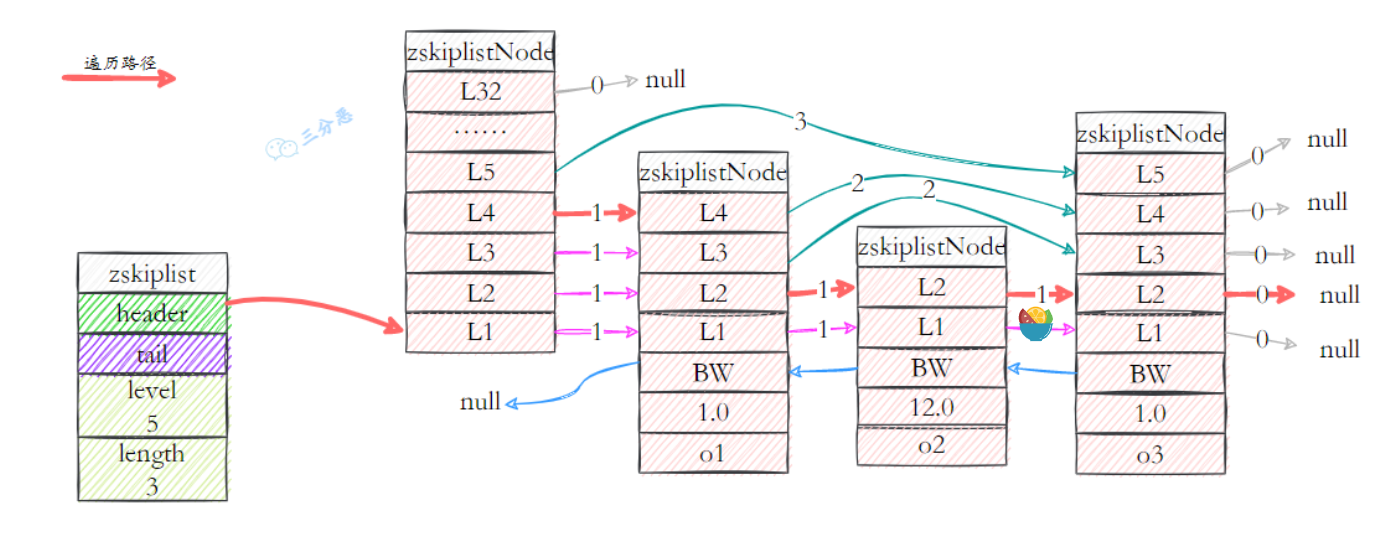 遍历路径
三分恶
zskiplist
header
tail
level
5
length
3
zskiplistNode
L32
……
L5
L4
L3
L2
L1
0
null
3
1
1
1
1
zskiplistNode
L4
L3
L2
L1
BW
1.0
o1
null
2
2
1
1
zskiplistNode
L2
L1
BW
12.0
o2
1
zskiplistNode
L5
L4
L3
L2
L1
BW
1.0
o3
0
null
0
null
0
null
0
null
0
null